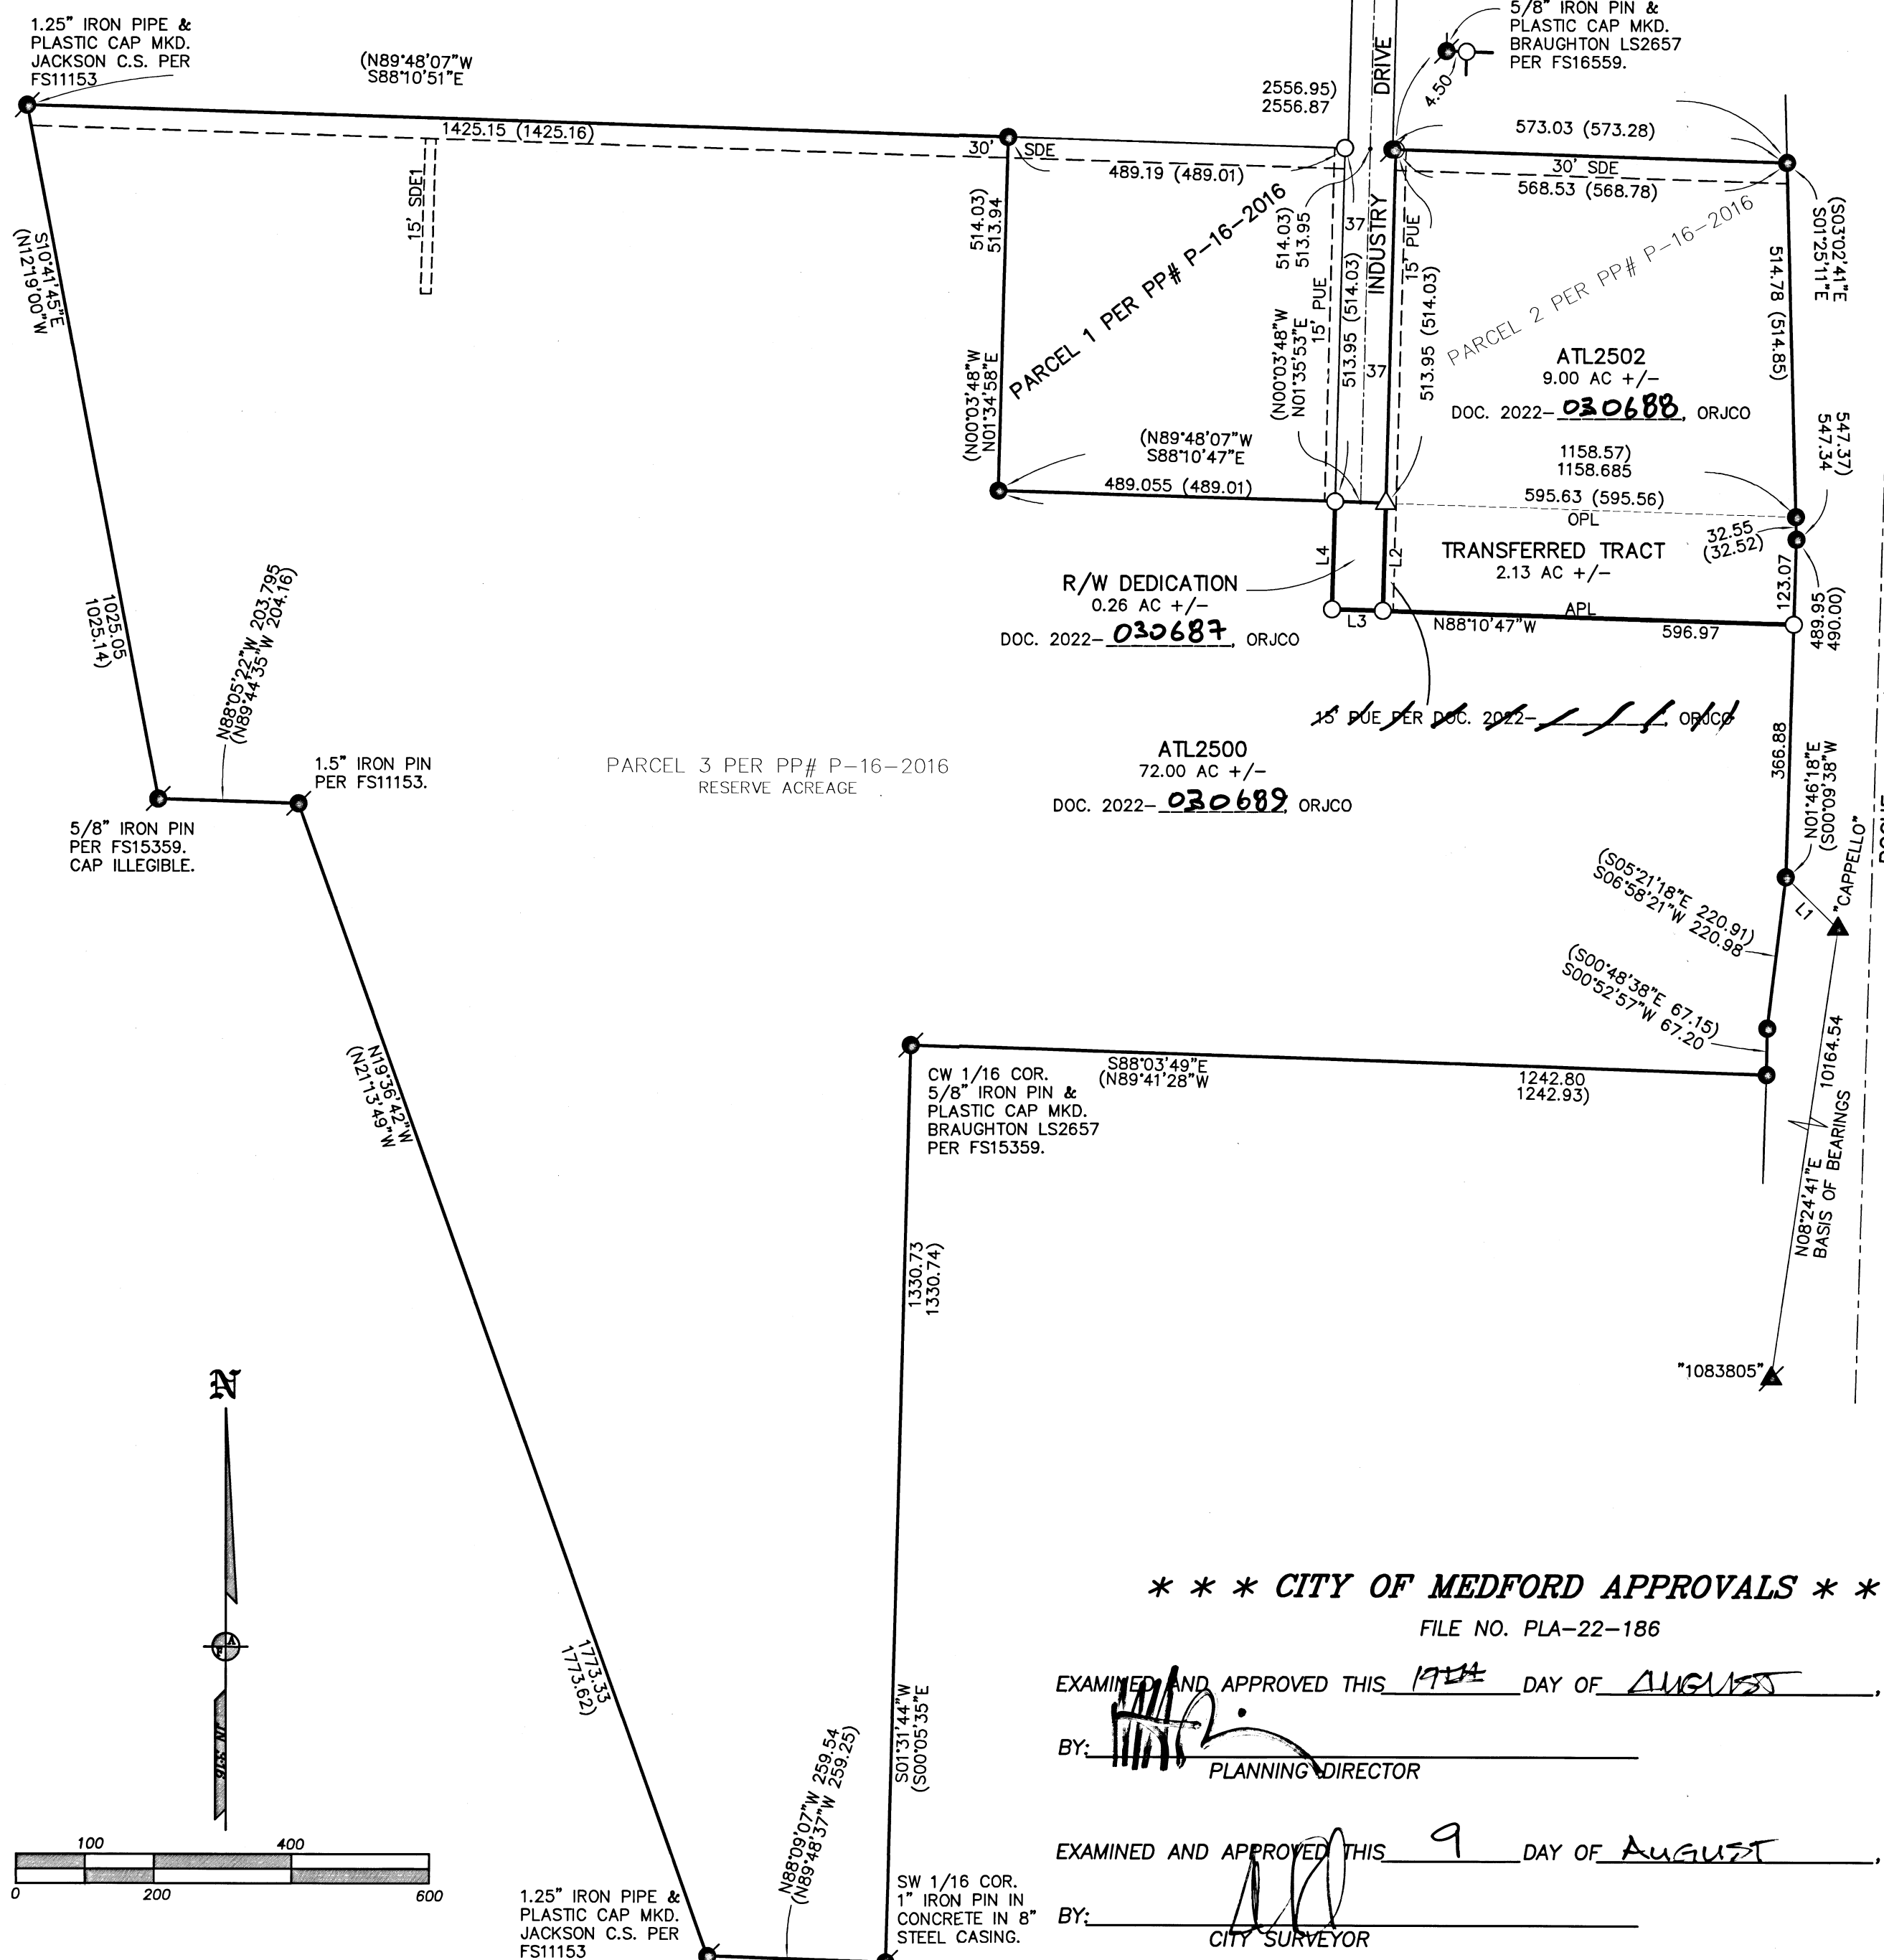 1.25" IRON PIPE &
PLASTIC CAP MKD.
JACKSON C.S. PER
FS11153
(N89°48'07"W
S88°10'51"E
1425.15 (1425.16)
15' SDE1
30' SDE
489.19 (489.01)
2556.95)
2556.87
INDUSTRY DRIVE
4.50
5/8" IRON PIN &
PLASTIC CAP MKD.
BRAUGHTON LS2657
PER FS16559.
573.03 (573.28)
30' SDE
568.53 (568.78)
(S03°02'41"E
S01°25'11"E
S10°41'45"E
(N12°19'00"W
514.03)
513.94
(N00°03'48"W
N01°34'58"E
PARCEL 1 PER PP# P-16-2016
514.03)
513.95
37
15' PUE
513.95 (514.03)
37
(N00°03'48"W
N01°35'53"E
15' PUE
513.95 (514.03)
PARCEL 2 PER PP# P-16-2016
514.78 (514.85)
ATL2502
9.00 AC +/-
DOC. 2022-030688, ORJCO
547.37)
547.34
(N89°48'07"W
S88°10'47"E
489.055 (489.01)
1158.57)
1158.685
595.63 (595.56)
OPL
32.55
(32.52)
L4
L2
TRANSFERRED TRACT
2.13 AC +/-
123.07
489.95
490.00)
R/W DEDICATION
0.26 AC +/-
DOC. 2022-030687, ORJCO
L3
APL
N88°10'47"W
596.97
1025.05
1025.14)
N88°05'22"W 203.795
(N89°44'35"W 204.16)
15' PUE PER DOC. 2022-__________, ORJCO
366.88
1.5" IRON PIN
PER FS11153.
PARCEL 3 PER PP# P-16-2016
RESERVE ACREAGE
ATL2500
72.00 AC +/-
DOC. 2022-030689, ORJCO
N01°46'18"E
(S00°09'38"W
5/8" IRON PIN
PER FS15359.
CAP ILLEGIBLE.
(S05°21'18"E 220.91)
S06°58'21"W 220.98
L1
"CAPPELLO"
(S00°48'38"E 67.15)
S00°52'57"W 67.20
10164.54
N19°36'42"W
(N21°13'49"W
CW 1/16 COR.
5/8" IRON PIN &
PLASTIC CAP MKD.
BRAUGHTON LS2657
PER FS15359.
S88°03'49"E
(N89°41'28"W
1242.80
1242.93)
N08°24'41"E
BASIS OF BEARINGS
1330.73
1330.74)
"1083805"
N
* * * CITY OF MEDFORD APPROVALS * *
FILE NO. PLA-22-186
1773.33
1773.62)
S01°31'44"W
(S00°05'35"E
EXAMINED AND APPROVED THIS 19TH DAY OF AUGUST,
BY:
PLANNING DIRECTOR
N88°09'07"W 259.54
(N89°48'37"W 259.25)
EXAMINED AND APPROVED THIS 9 DAY OF AUGUST,
BY:
CITY SURVEYOR
100 400
0 200 600
1.25" IRON PIPE &
PLASTIC CAP MKD.
JACKSON C.S. PER
FS11153
SW 1/16 COR.
1" IRON PIN IN
CONCRETE IN 8"
STEEL CASING.